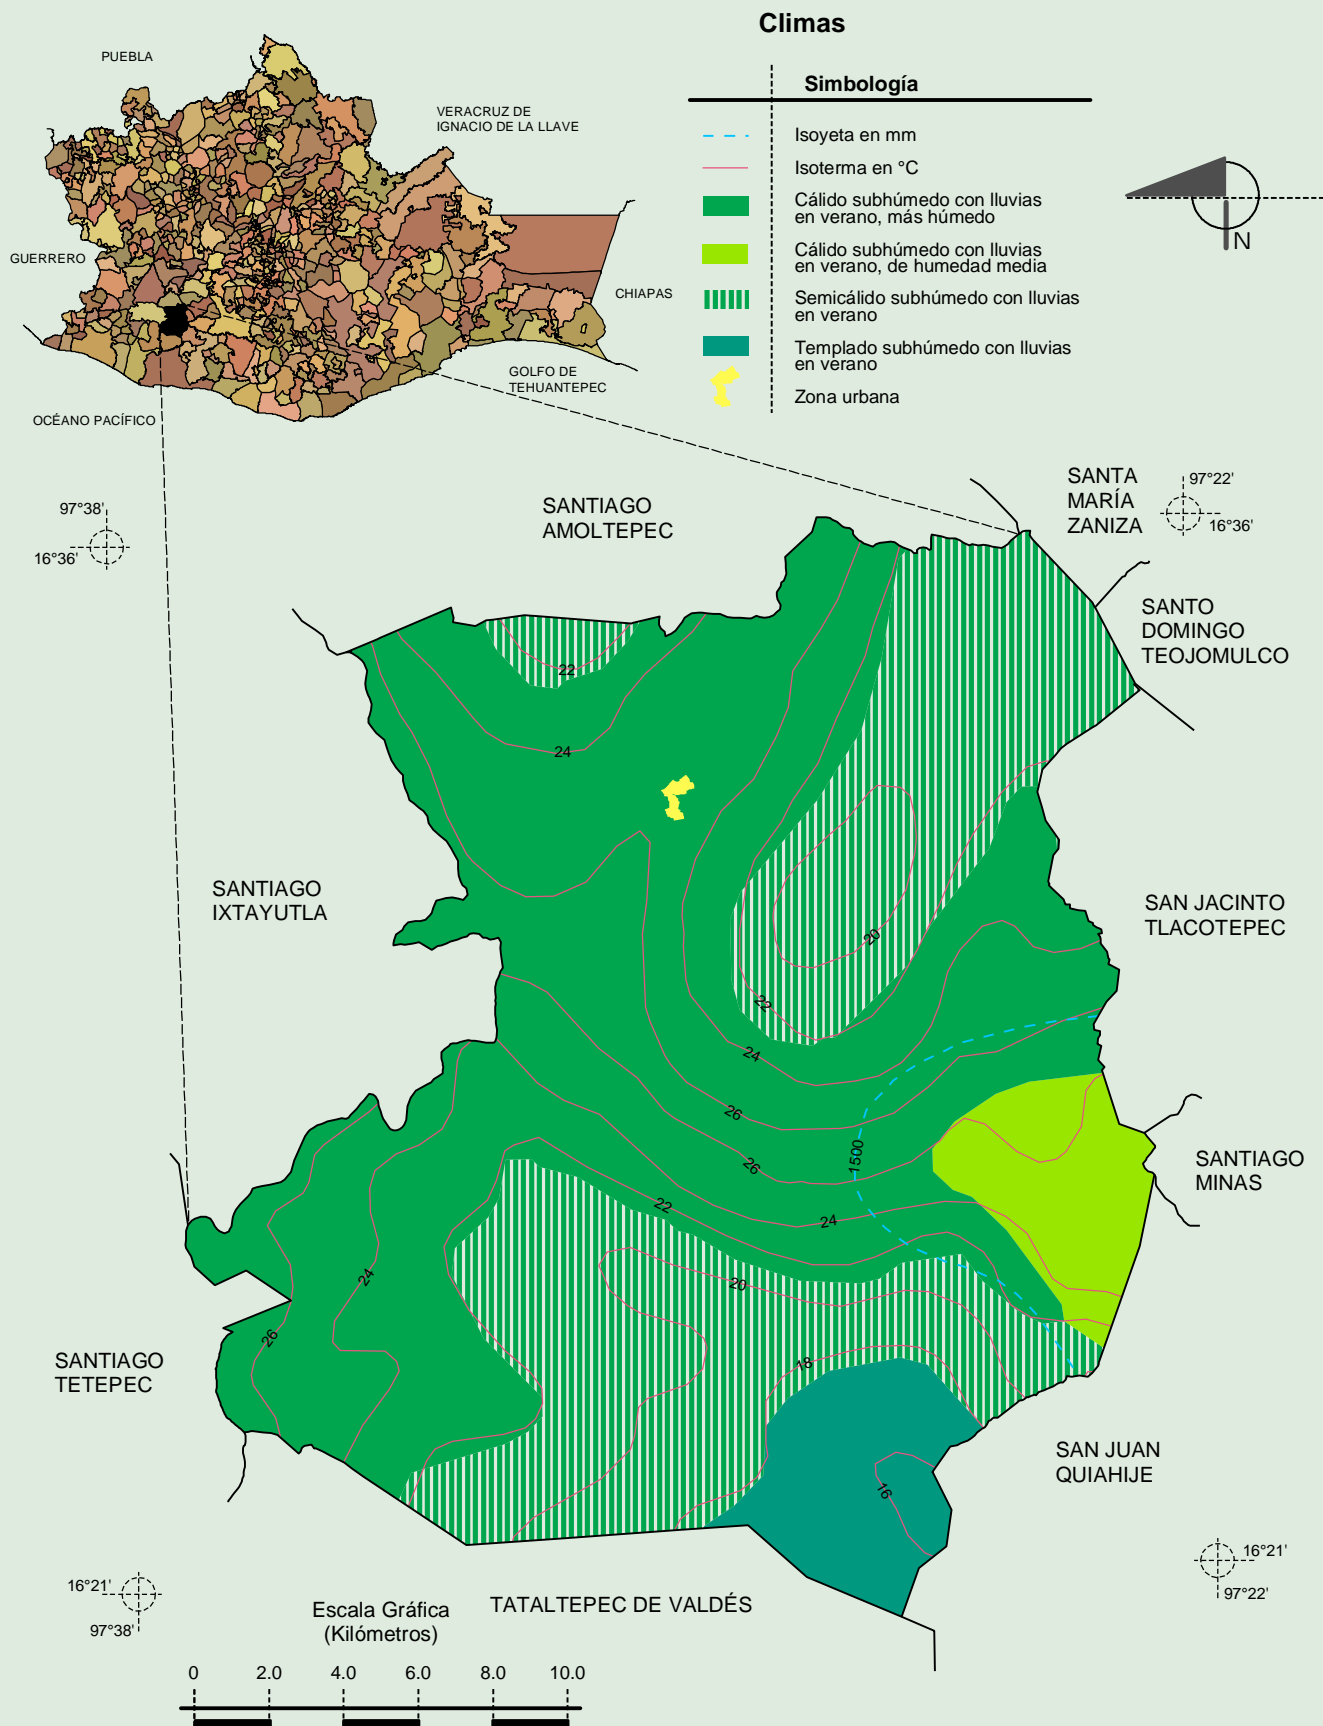 Climas
Simbología
Isoyeta en mm
Isoterma en °C
Cálido subhúmedo con lluvias
en verano, más húmedo
Cálido subhúmedo con lluvias
en verano, de humedad media
Semicálido subhúmedo con lluvias
en verano
Templado subhúmedo con lluvias
en verano
Zona urbana
N
PUEBLA
VERACRUZ DE
IGNACIO DE LA LLAVE
GUERRERO
CHIAPAS
GOLFO DE
TEHUANTEPEC
OCÉANO PACÍFICO
97°38'
16°36'
SANTIAGO
AMOLTEPEC
SANTA
MARÍA
ZANIZA
97°22'
16°36'
SANTO
DOMINGO
TEOJOMULCO
22
24
SANTIAGO
IXTAYUTLA
SAN JACINTO
TLACOTEPEC
20
22
24
26
26
1500
SANTIAGO
MINAS
22
24
24
20
26
18
SANTIAGO
TETEPEC
SAN JUAN
QUIAHIJE
16
16°21'
97°22'
16°21'
97°38'
TATALTEPEC DE VALDÉS
Escala Gráfica
(Kilómetros)
0 2.0 4.0 6.0 8.0 10.0